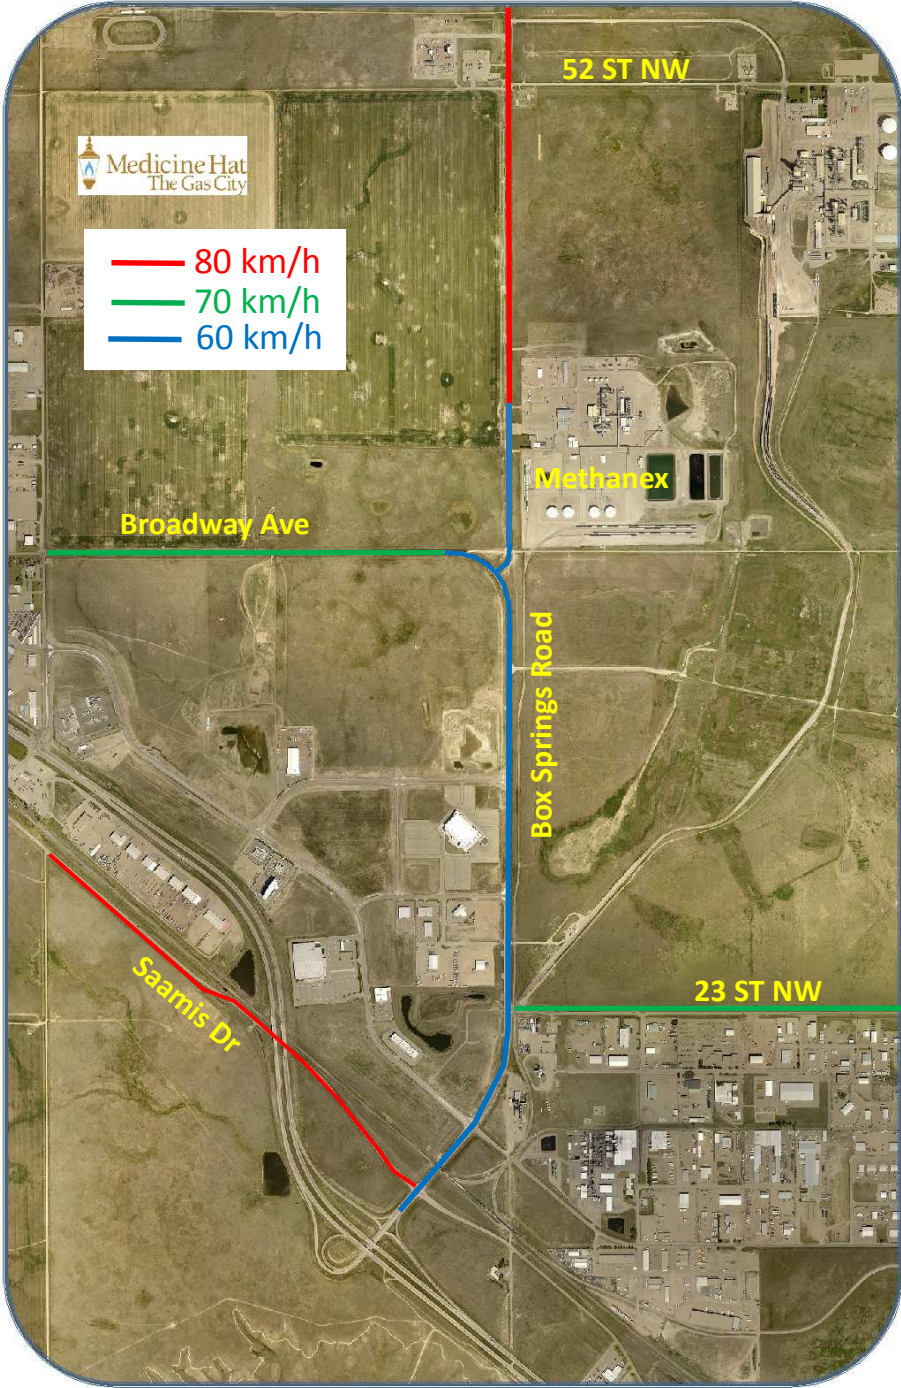 52 ST NW
Medicine Hat
The Gas City
80 km/h
70 km/h
60 km/h
Methanex
Broadway Ave
Box Springs Road
Saamis Dr
23 ST NW